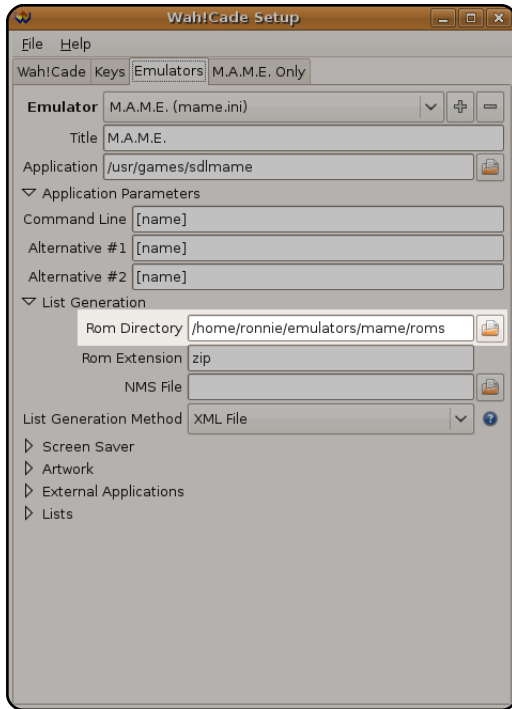 Wah!Cade Setup
File Help
Wah!Cade Keys Emulators M.A.M.E. Only
Emulator M.A.M.E. (mame.ini)
Title M.A.M.E.
Application /usr/games/sdlmame
Application Parameters
Command Line [name]
Alternative #1 [name]
Alternative #2 [name]
List Generation
Rom Directory /home/ronnie/emulators/mame/roms
Rom Extension zip
NMS File
List Generation Method XML File
Screen Saver
Artwork
External Applications
Lists